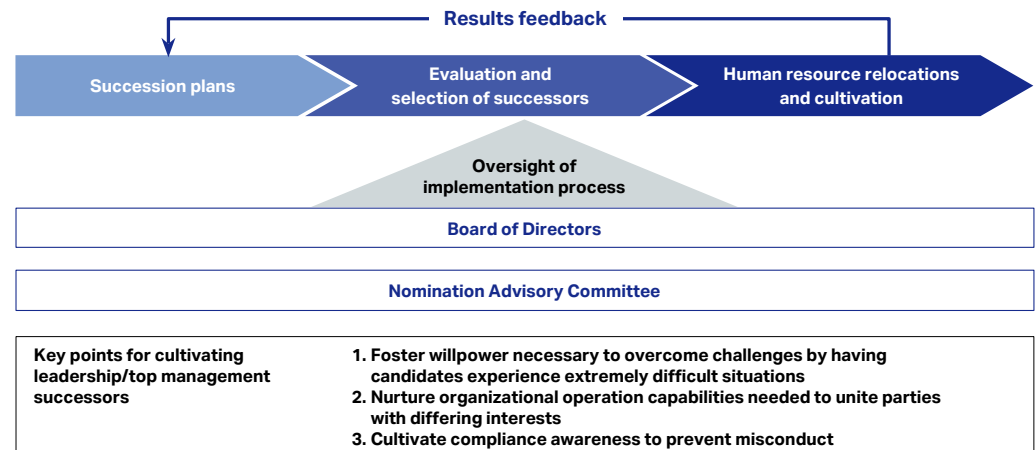 Results feedback
Succession plans
Evaluation and
selection of successors
Human resource relocations
and cultivation
Oversight of
implementation process
Board of Directors
Nomination Advisory Committee
Key points for cultivating
leadership/top management
successors
1. Foster willpower necessary to overcome challenges by having
candidates experience extremely difficult situations
2. Nurture organizational operation capabilities needed to unite parties
with differing interests
3. Cultivate compliance awareness to prevent misconduct